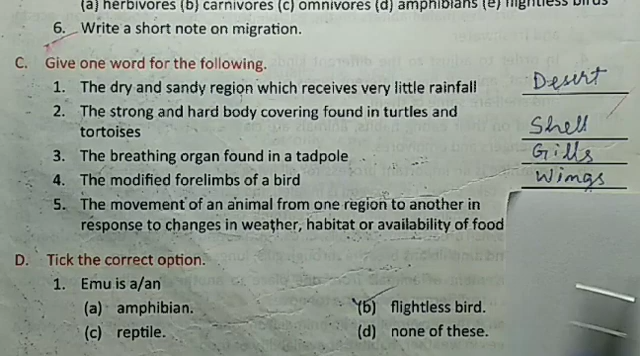 (a) herbivores (b) carnivores (c) omnivores (d) amphibians (e) flightless birds
6. Write a short note on migration.
C. Give one word for the following.
1. The dry and sandy region which receives very little rainfall Desert
2. The strong and hard body covering found in turtles and
tortoises Shell
3. The breathing organ found in a tadpole Gills
4. The modified forelimbs of a bird Wings
5. The movement of an animal from one region to another in
response to changes in weather, habitat or availability of food
D. Tick the correct option.
1. Emu is a/an
(a) amphibian. (b) flightless bird.
(c) reptile. (d) none of these.